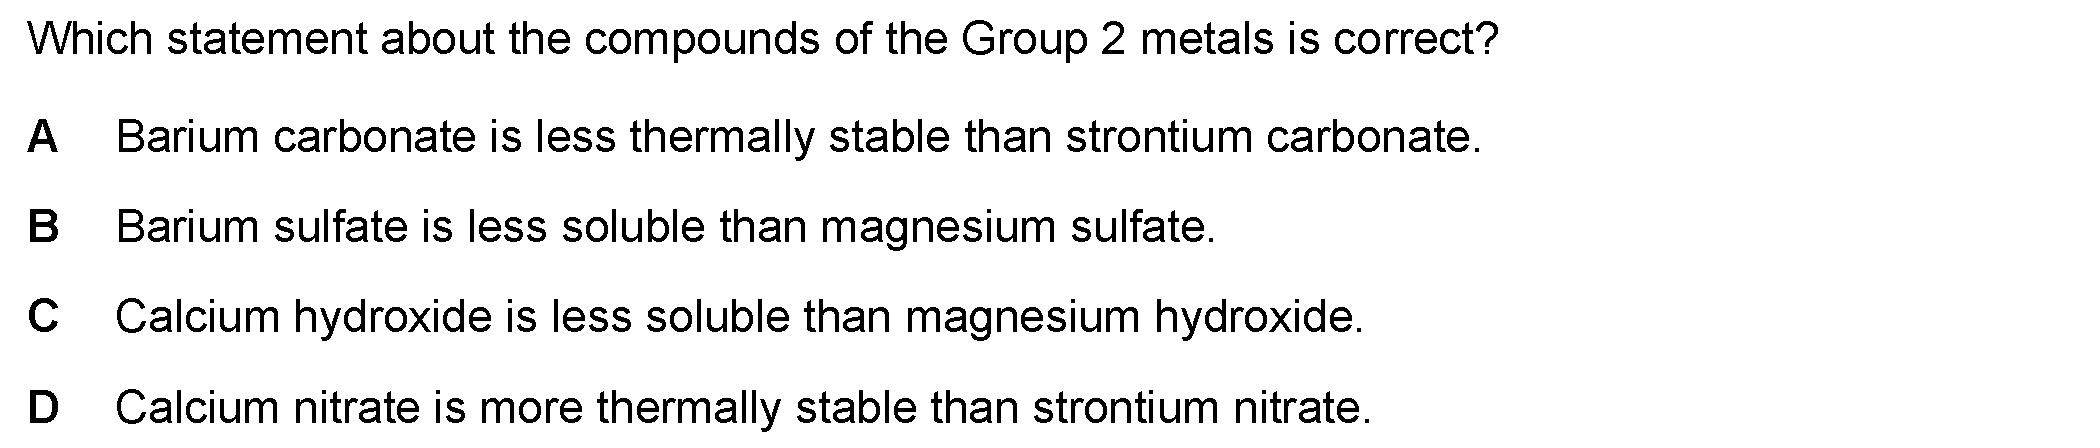 Which statement about the compounds of the Group 2 metals is correct?
A Barium carbonate is less thermally stable than strontium carbonate.
B Barium sulfate is less soluble than magnesium sulfate.
C Calcium hydroxide is less soluble than magnesium hydroxide.
D Calcium nitrate is more thermally stable than strontium nitrate.